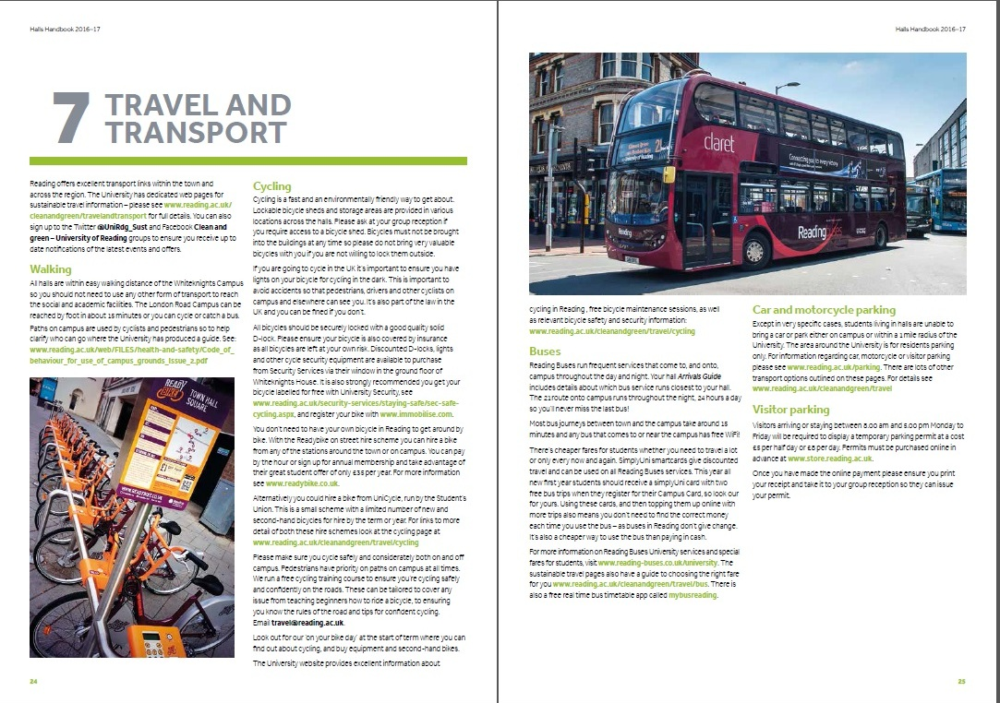 Halls Handbook 2016–17
7 TRAVEL AND
TRANSPORT
Reading offers excellent transport links within the town and
across the region. The University has dedicated web pages for
sustainable travel information – please see www.reading.ac.uk/
cleanandgreen/travelandtransport for full details. You can also
sign up to the Twitter @UniRdg_Sust and Facebook Clean and
green – University of Reading groups to ensure you receive up to
date notifications of the latest events and offers.
Walking
All halls are within easy walking distance of the Whiteknights Campus
so you should not need to use any other form of transport to reach
the social and academic facilities. The London Road Campus can be
reached by foot in about 15 minutes or you can cycle or catch a bus.
Paths on campus are used by cyclists and pedestrians so to help
clarify who can go where the University has produced a guide. See:
www.reading.ac.uk/web/FILES/health-and-safety/Code_of_
behaviour_for_use_of_campus_grounds_issue_2.pdf
READY
BIKE
TOWN HALL
SQUARE
WWW.READYBIKE.CO.UK
24
Cycling
Cycling is a fast and an environmentally friendly way to get about.
Lockable bicycle sheds and storage areas are provided in various
locations across the halls. Please ask at your group reception if
you require access to a bicycle shed. Bicycles must not be brought
into the buildings at any time so please do not bring very valuable
bicycles with you if you are not willing to lock them outside.
If you are going to cycle in the UK it's important to ensure you have
lights on your bicycle for cycling in the dark. This is important to
avoid accidents so that pedestrians, drivers and other cyclists on
campus and elsewhere can see you. It's also part of the law in the
UK and you can be fined if you don't.
All bicycles should be securely locked with a good quality solid
D-lock. Please ensure your bicycle is also covered by insurance
as all bicycles are left at your own risk. Discounted D-locks, lights
and other cycle security equipment are available to purchase
from Security Services via their window in the ground floor of
Whiteknights House. It is also strongly recommended you get your
bicycle labelled for free with University Security, see
www.reading.ac.uk/security-services/staying-safe/sec-safe-
cycling.aspx, and register your bike with www.immobilise.com.
You don't need to have your own bicycle in Reading to get around by
bike. With the Readybike on street hire scheme you can hire a bike
from any of the stations around the town or on campus. You can pay
by the hour or sign up for annual membership and take advantage of
their great student offer of only £35 per year. For more information
see www.readybike.co.uk.
Alternatively you could hire a bike from UniCycle, run by the Student's
Union. This is a small scheme with a limited number of new and
second-hand bicycles for hire by the term or year. For links to more
detail of both these hire schemes look at the cycling page at
www.reading.ac.uk/cleanandgreen/travel/cycling
Please make sure you cycle safely and considerately both on and off
campus. Pedestrians have priority on paths on campus at all times.
We run a free cycling training course to ensure you're cycling safely
and confidently on the roads. These can be tailored to cover any
issue from teaching beginners how to ride a bicycle, to ensuring
you know the rules of the road and tips for confident cycling.
Email travel@reading.ac.uk.
Look out for our 'on your bike day' at the start of term where you can
find out about cycling, and buy equipment and second-hand bikes.
The University website provides excellent information about
Halls Handbook 2016–17
21
claret
Connecting you to every victory
Reading
Reading buses
cycling in Reading , free bicycle maintenance sessions, as well
as relevant bicycle safety and security information:
www.reading.ac.uk/cleanandgreen/travel/cycling
Buses
Reading Buses run frequent services that come to, and onto,
campus throughout the day and night. Your hall Arrivals Guide
includes details about which bus service runs closest to your hall.
The 21 route onto campus runs throughout the night, 24 hours a day
so you'll never miss the last bus!
Most bus journeys between town and the campus take around 15
minutes and any bus that comes to or near the campus has free WiFi!
There's cheaper fares for students whether you need to travel a lot
or only every now and again. SimplyUni smartcards give discounted
travel and can be used on all Reading Buses services. This year all
new first year students should receive a simplyUni card with two
free bus trips when they register for their Campus Card, so look our
for yours. Using these cards, and then topping them up online with
more trips also means you don't need to find the correct money
each time you use the bus – as buses in Reading don't give change.
It's also a cheaper way to use the bus than paying in cash.
For more information on Reading Buses University services and special
fares for students, visit www.reading-buses.co.uk/university. The
sustainable travel pages also have a guide to choosing the right fare
for you www.reading.ac.uk/cleanandgreen/travel/bus. There is
also a free real time bus timetable app called mybusreading.
Car and motorcycle parking
Except in very specific cases, students living in halls are unable to
bring a car or park either on campus or within a 1 mile radius of the
University. The area around the University is for residents parking
only. For information regarding car, motorcycle or visitor parking
please see www.reading.ac.uk/parking. There are lots of other
transport options outlined on these pages. For details see
www.reading.ac.uk/cleanandgreen/travel
Visitor parking
Visitors arriving or staying between 8.00 am and 5.00 pm Monday to
Friday will be required to display a temporary parking permit at a cost
£5 per half day or £8 per day. Permits must be purchased online in
advance at www.store.reading.ac.uk.
Once you have made the online payment please ensure you print
your receipt and take it to your group reception so they can issue
your permit.
25